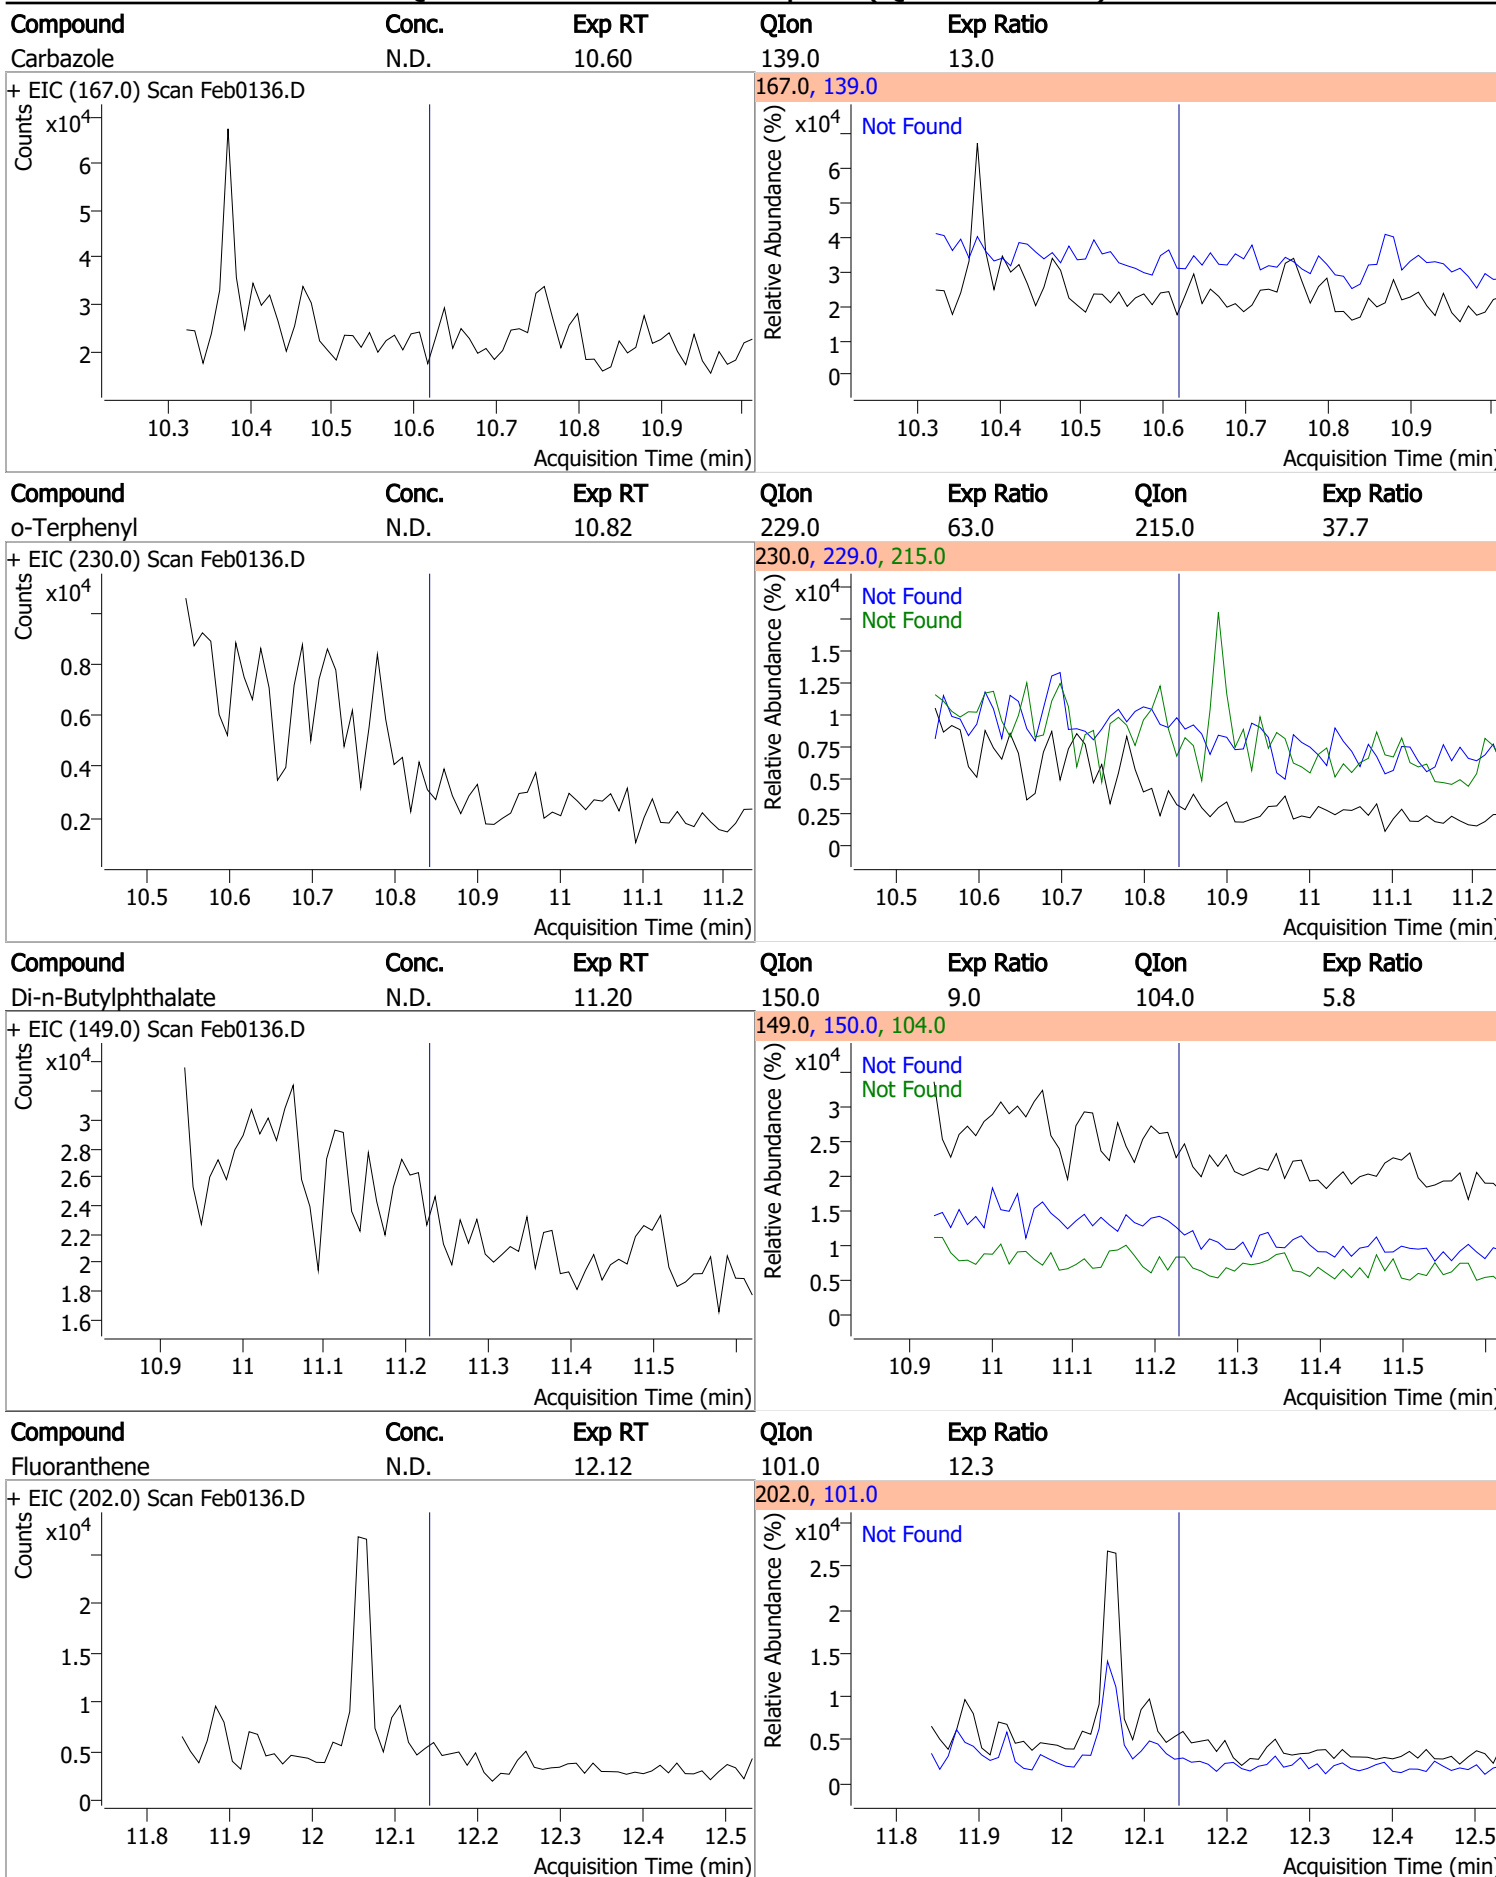 Compound Conc. Exp RT QIon Exp Ratio
Carbazole N.D. 10.60 139.0 13.0
+ EIC (167.0) Scan Feb0136.D
167.0, 139.0
Counts
x10⁴
6
5
4
3
2
10.3 10.4 10.5 10.6 10.7 10.8 10.9
Acquisition Time (min)
Relative Abundance (%)
x10⁴
Not Found
6
5
4
3
2
1
0
10.3 10.4 10.5 10.6 10.7 10.8 10.9
Acquisition Time (min)
Compound Conc. Exp RT QIon Exp Ratio QIon Exp Ratio
o-Terphenyl N.D. 10.82 229.0 63.0 215.0 37.7
+ EIC (230.0) Scan Feb0136.D
230.0, 229.0, 215.0
Counts
x10⁴
0.8
0.6
0.4
0.2
10.5 10.6 10.7 10.8 10.9 11 11.1 11.2
Acquisition Time (min)
Relative Abundance (%)
x10⁴
Not Found
Not Found
1.5
1.25
1
0.75
0.5
0.25
0
10.5 10.6 10.7 10.8 10.9 11 11.1 11.2
Acquisition Time (min)
Compound Conc. Exp RT QIon Exp Ratio QIon Exp Ratio
Di-n-Butylphthalate N.D. 11.20 150.0 9.0 104.0 5.8
+ EIC (149.0) Scan Feb0136.D
149.0, 150.0, 104.0
Counts
x10⁴
3
2.8
2.6
2.4
2.2
2
1.8
1.6
10.9 11 11.1 11.2 11.3 11.4 11.5
Acquisition Time (min)
Relative Abundance (%)
x10⁴
Not Found
Not Found
3
2.5
2
1.5
1
0.5
0
10.9 11 11.1 11.2 11.3 11.4 11.5
Acquisition Time (min)
Compound Conc. Exp RT QIon Exp Ratio
Fluoranthene N.D. 12.12 101.0 12.3
+ EIC (202.0) Scan Feb0136.D
202.0, 101.0
Counts
x10⁴
2
1.5
1
0.5
0
11.8 11.9 12 12.1 12.2 12.3 12.4 12.5
Acquisition Time (min)
Relative Abundance (%)
x10⁴
Not Found
2.5
2
1.5
1
0.5
0
11.8 11.9 12 12.1 12.2 12.3 12.4 12.5
Acquisition Time (min)